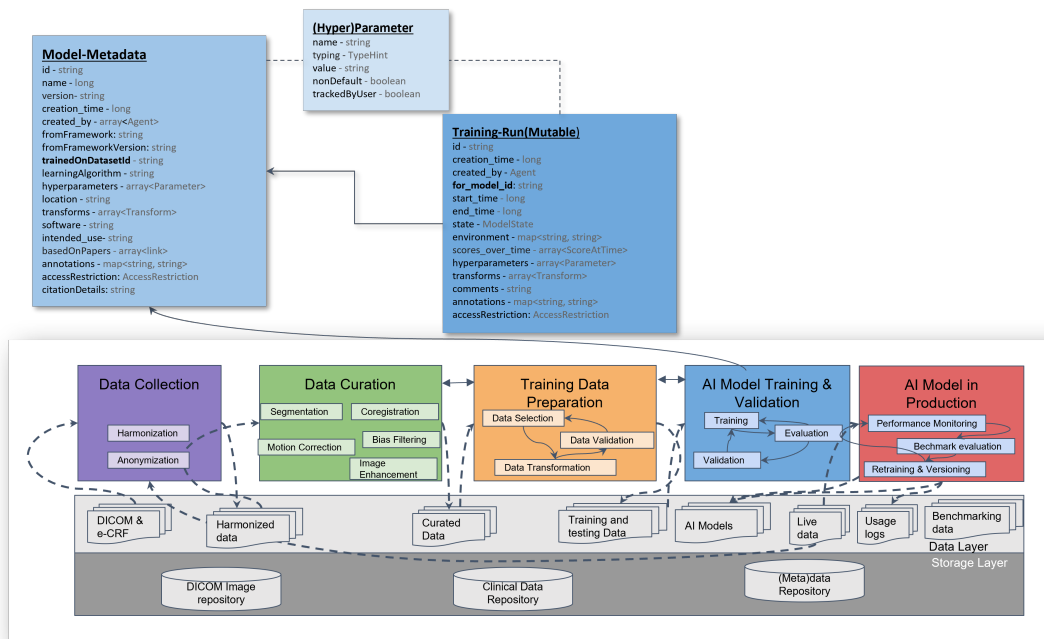 (Hyper)Parameter
name - string
typing - TypeHint
value - string
nonDefault - boolean
trackedByUser - boolean
Model-Metadata
id - string
name - long
version- string
creation_time - long
created_by - array<Agent>
fromFramework: string
fromFrameworkVersion: string
trainedOnDatasetId - string
learningAlgorithm - string
hyperparameters - array<Parameter>
location - string
transforms - array<Transform>
software - string
intended_use- string
basedOnPapers - array<link>
annotations - map<string, string>
accessRestriction: AccessRestriction
citationDetails: string
Training-Run(Mutable)
id - string
creation_time - long
created_by - Agent
for_model_id: string
start_time - long
end_time - long
state - ModelState
environment - map<string, string>
scores_over_time - array<ScoreAtTime>
hyperparameters - array<Parameter>
transforms - array<Transform>
comments - string
annotations - map<string, string>
accessRestriction: AccessRestriction
Data Collection
Harmonization
Anonymization
Data Curation
Segmentation
Coregistration
Motion Correction
Bias Filtering
Image
Enhancement
Training Data
Preparation
Data Selection
Data Validation
Data Transformation
AI Model Training &
Validation
Training
Evaluation
Validation
AI Model in
Production
Performance Monitoring
Bechmark evaluation
Retraining & Versioning
DICOM &
e-CRF
Harmonized
data
Curated
Data
Training and
testing Data
AI Models
Live
data
Usage
logs
Benchmarking
data
Data Layer
Storage Layer
DICOM Image
repository
Clinical Data
Repository
(Meta)data
Repository